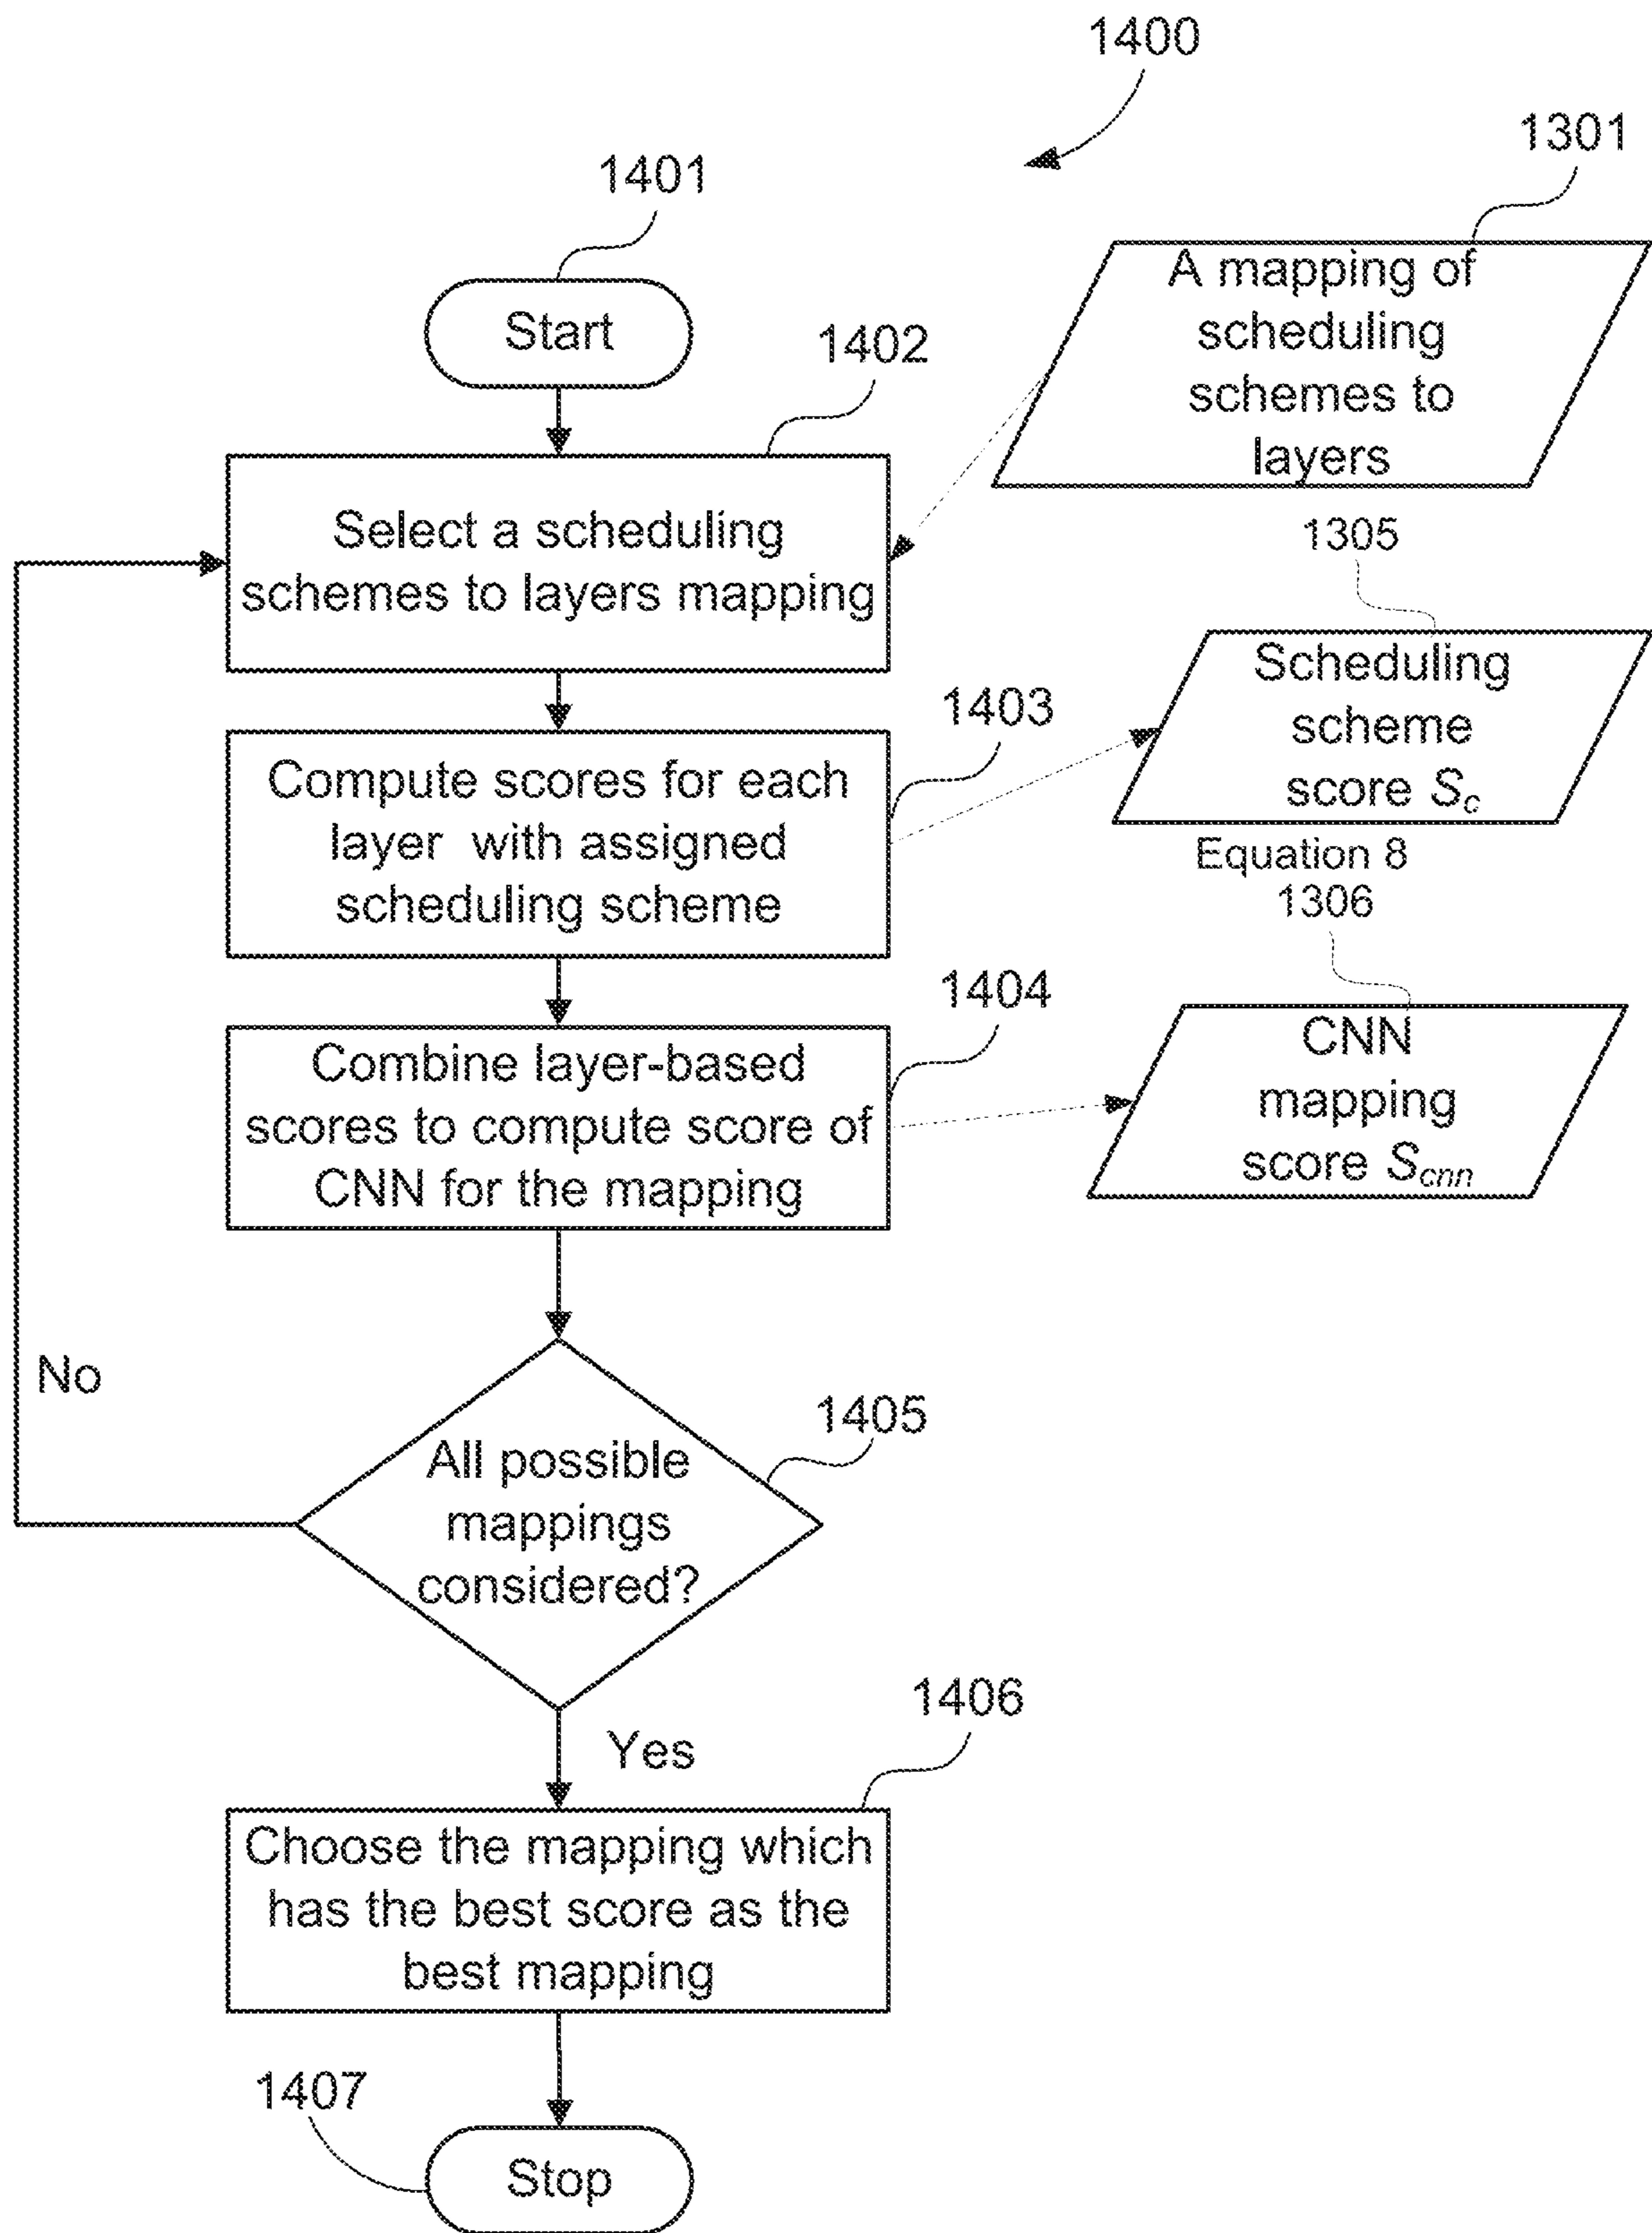 1400
1301
1401
A mapping of
scheduling
schemes to
layers
Start
1402
Select a scheduling
schemes to layers mapping
1305
Scheduling
scheme
score Sc
Equation 8
1403
Compute scores for each
layer with assigned
scheduling scheme
1306
CNN
mapping
score Scnn
1404
Combine layer-based
scores to compute score of
CNN for the mapping
No
1405
All possible
mappings
considered?
Yes
1406
Choose the mapping which
has the best score as the
best mapping
1407
Stop